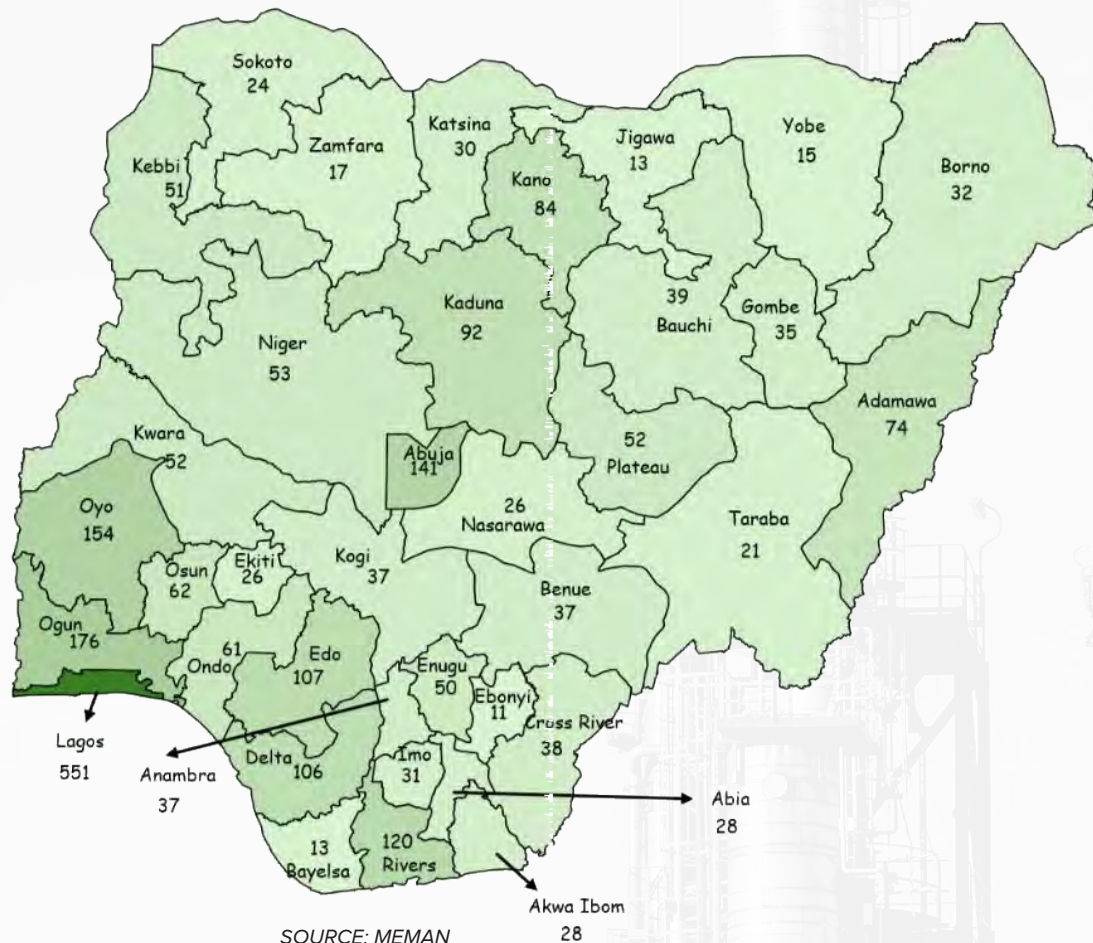 Sokoto
24
Kebbi
51
Zamfara
17
Katsina
30
Kano
84
Jigawa
13
Yobe
15
Borno
32
Niger
53
Kaduna
92
39
Bauchi
Gombe
35
Adamawa
74
Kwara
52
Abuja
141
52
Plateau
Oyo
154
26
Nasarawa
Taraba
21
Osun
62
Ekiti
26
Kogi
37
Benue
37
Ogun
176
61
Ondo
Edo
107
Enugu
50
Ebonyi
11
Cross River
38
Lagos
551
Anambra
37
Delta
106
Imo
31
Abia
28
13
Bayelsa
120
Rivers
Akwa Ibom
28
SOURCE: MEMAN